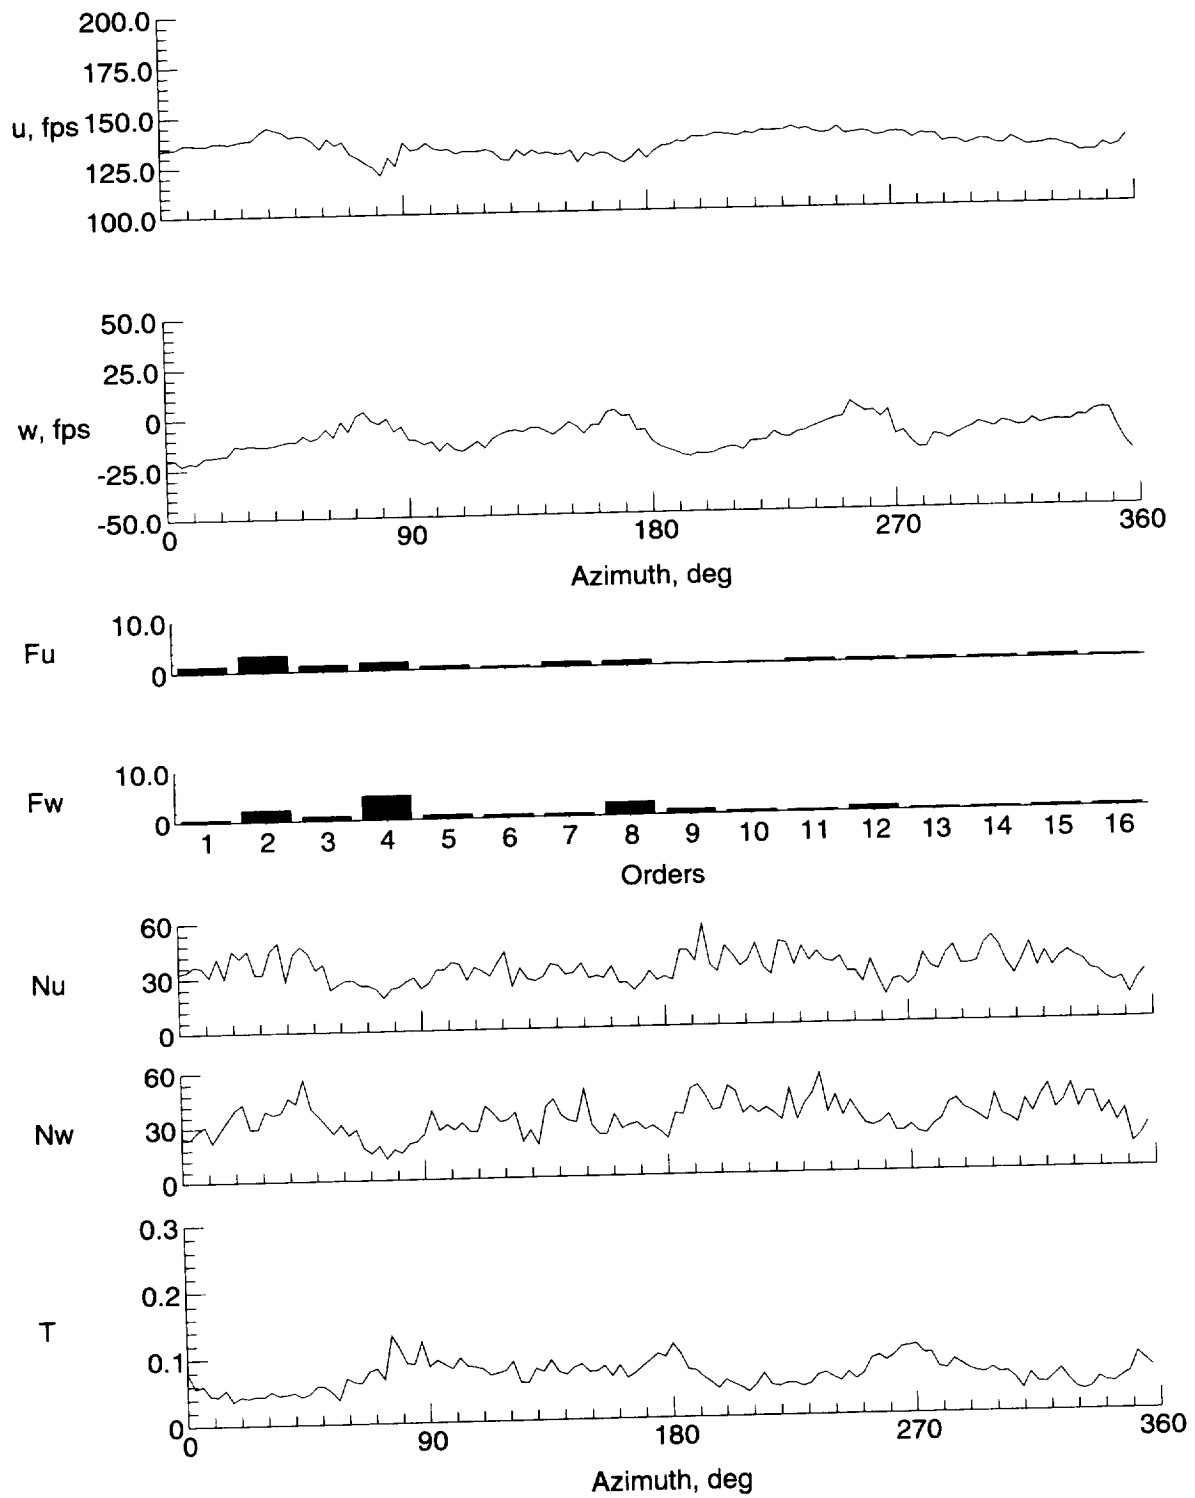 200.0
175.0
u, fps 150.0
125.0
100.0
50.0
25.0
w, fps 0
-25.0
-50.0
0 90 180 270 360
Azimuth, deg
Fu 10.0
0
Fw 10.0
0
1 2 3 4 5 6 7 8 9 10 11 12 13 14 15 16
Orders
60
Nu 30
0
60
Nw 30
0
0.3
0.2
T
0.1
0
0 90 180 270 360
Azimuth, deg